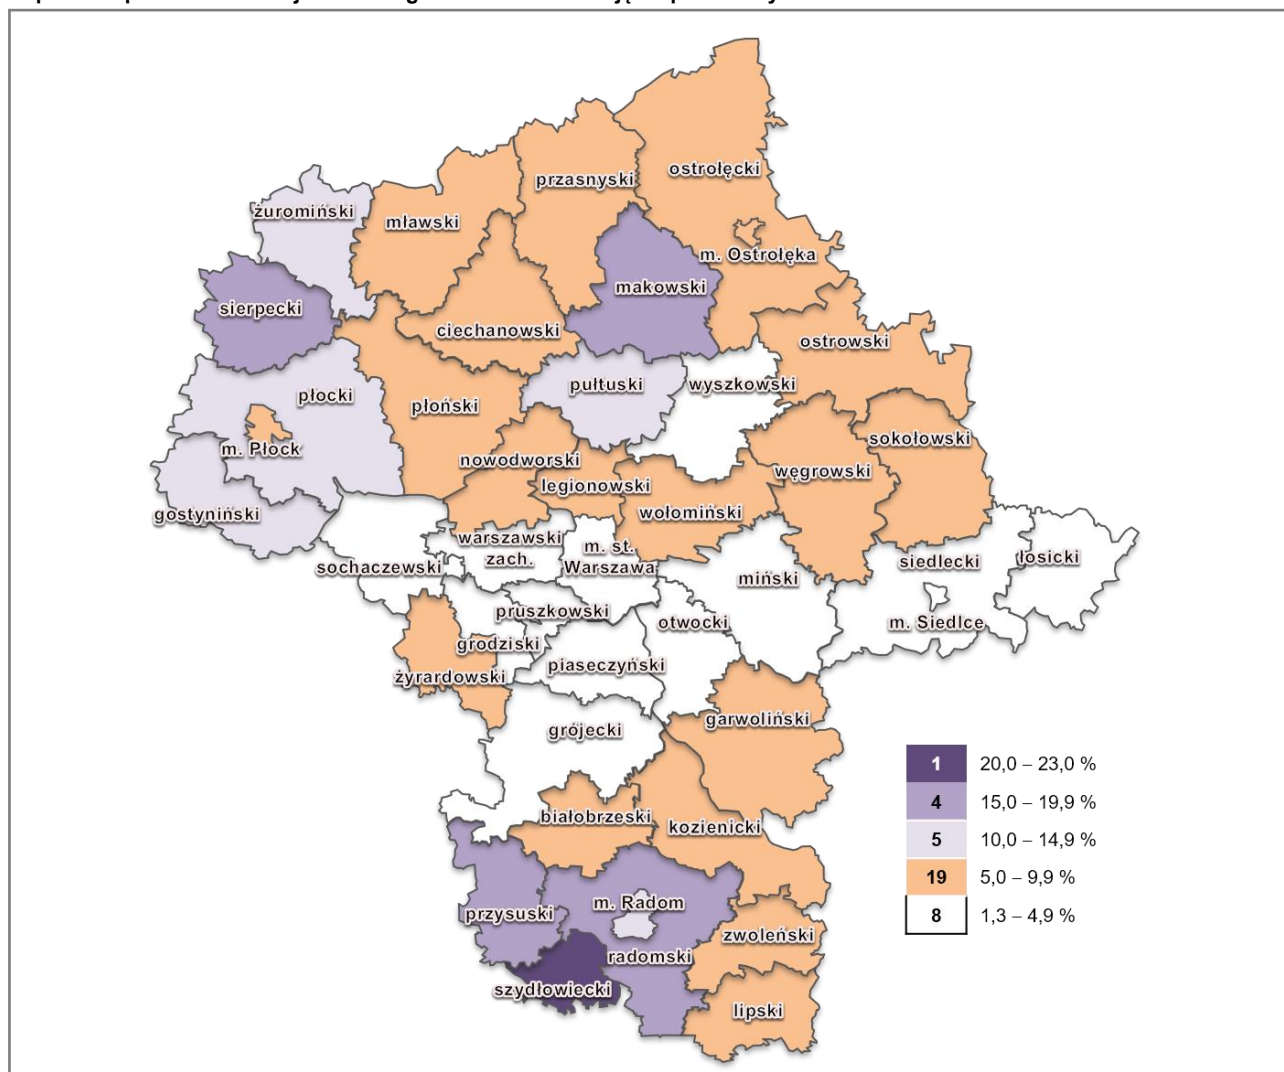 ostrołęcki
przasnyski
żuromiński
mławski
m. Ostrołęka
makowski
sierpecki
ciechanowski
ostrowski
pułtuski
wyszkowski
płocki
płoński
sokołowski
m. Płock
nowodworski
węgrowski
legionowski
gostyniński
wołomiński
warszawski
zach.
m. st.
Warszawa
sochaczewski
miński
siedlecki
łosicki
pruszkowski
otwocki
m. Siedlce
grodziski
piaseczyński
żyrardowski
garwoliński
grójecki
1 20,0 – 23,0 %
4 15,0 – 19,9 %
5 10,0 – 14,9 %
19 5,0 – 9,9 %
8 1,3 – 4,9 %
białobrzeski
kozienicki
m. Radom
przysuski
zwoleński
radomski
szydłowiecki
lipski